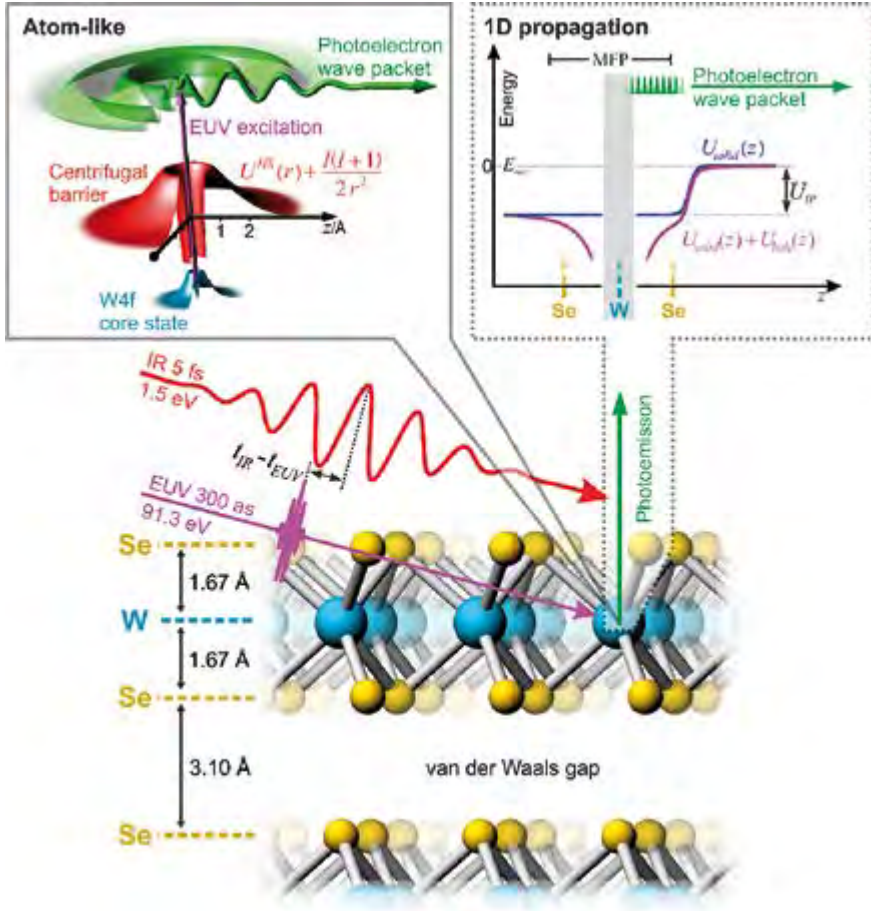 Atom-like
Photoelectron
wave packet
EUV excitation
Centrifugal
barrier
l(l+1)
2r²
1
2
z/Å
W4f
core state
1D propagation
MFP
Energy
Photoelectron
wave packet
U_solid(z)
0
U_solid(z)+U_hole(z)
z
Se
W
Se
IR 5 fs
1.5 eV
t_IR - t_EUV
EUV 300 as
91.3 eV
Photoemisson
Se
1.67 Å
W
1.67 Å
Se
3.10 Å
van der Waals gap
Se